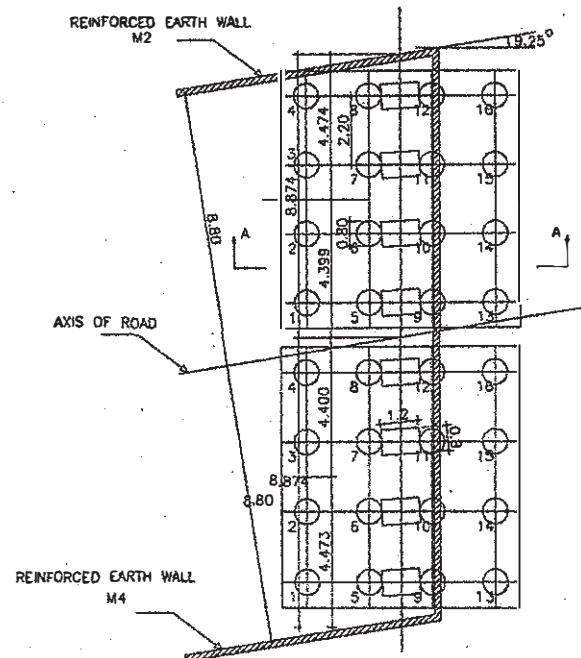 REINFORCED EARTH WALL
M2
19.25°
4 8 12 16
4.474
2.20
3 7 11 15
8.874
8.80
A A
2 6 10 14
0.80
4.399
1 5 9 13
AXIS OF ROAD
4 8 12 16
4.400
1.2
0.8
3 7 11 15
8.874
8.80
2 6 10 14
4.473
REINFORCED EARTH WALL
M4
1 5 9 13